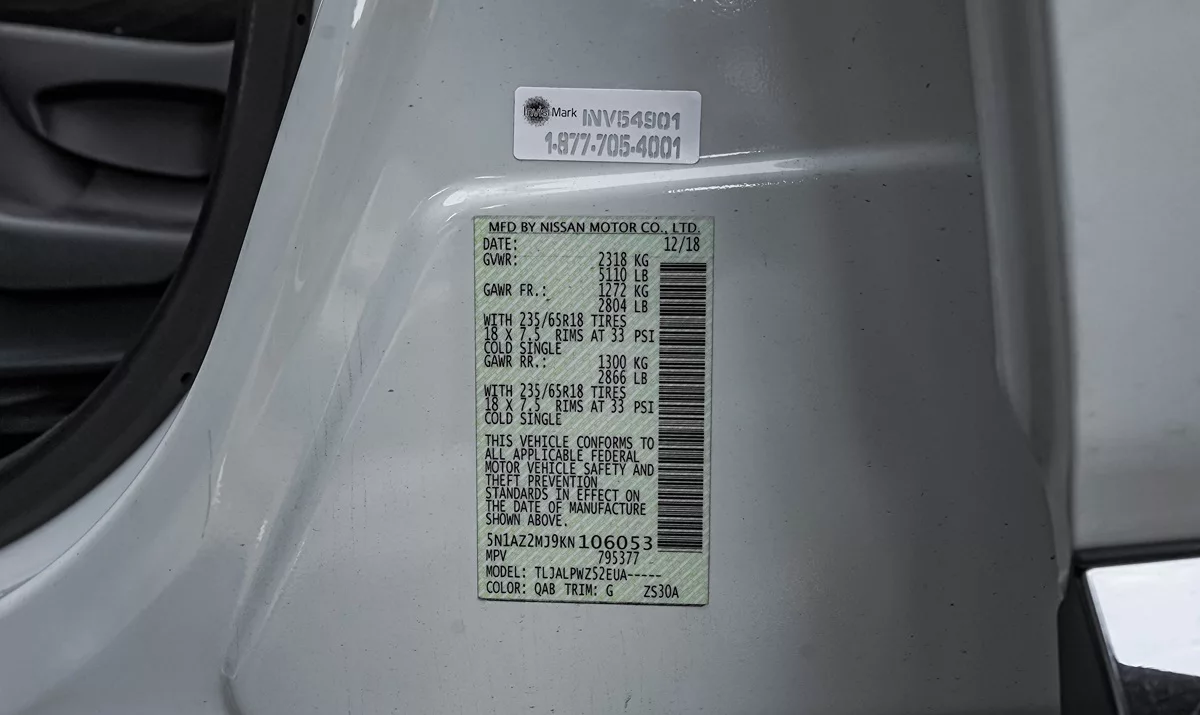 Mark INV54901
1-877-705-4001
MFD BY NISSAN MOTOR CO., LTD.
DATE: 12/18
GVWR: 2318 KG
5110 LB
GAWR FR.: 1272 KG
2804 LB
WITH 235/65R18 TIRES
18 X 7.5 RIMS AT 33 PSI
COLD SINGLE
GAWR RR.: 1300 KG
2866 LB
WITH 235/65R18 TIRES
18 X 7.5 RIMS AT 33 PSI
COLD SINGLE
THIS VEHICLE CONFORMS TO
ALL APPLICABLE FEDERAL
MOTOR VEHICLE SAFETY AND
THEFT PREVENTION
STANDARDS IN EFFECT ON
THE DATE OF MANUFACTURE
SHOWN ABOVE.
5N1AZ2MJ9KN106053
MPV 795377
MODEL: TLJALPWZS2EUA-----
COLOR: QAB TRIM: G ZS30A